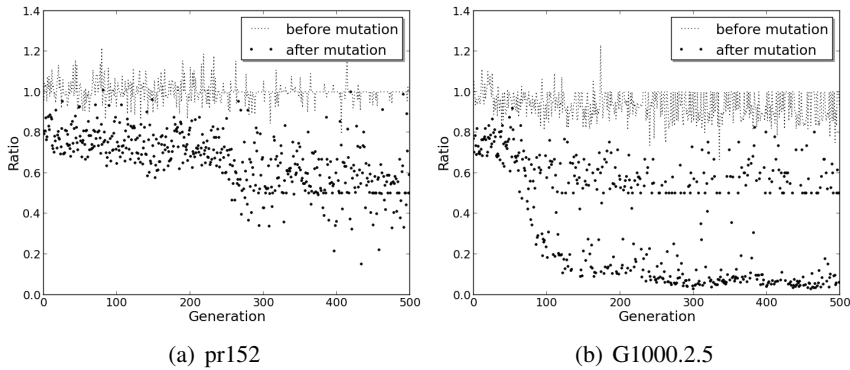 1.4
1.2
1.0
0.8
0.6
0.4
0.2
0.0
Ratio
before mutation
after mutation
0 100 200 300 400 500
Generation
(a) pr152
1.4
1.2
1.0
0.8
0.6
0.4
0.2
0.0
Ratio
before mutation
after mutation
0 100 200 300 400 500
Generation
(b) G1000.2.5